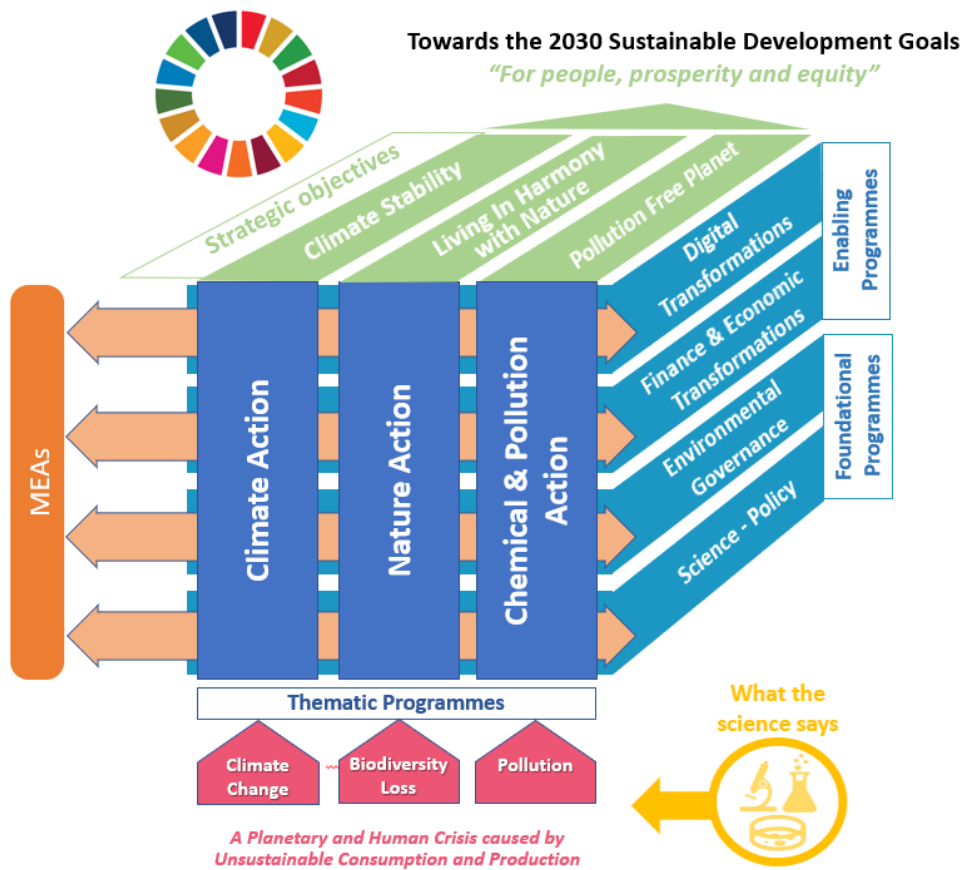 Towards the 2030 Sustainable Development Goals
“For people, prosperity and equity”
Strategic objectives
Climate Stability
Living In Harmony
with Nature
Pollution Free Planet
Digital
Transformations
Finance & Economic
Transformations
Environmental
Governance
Science - Policy
Enabling
Programmes
Foundational
Programmes
MEAs
Climate Action
Nature Action
Chemical & Pollution
Action
Thematic Programmes
Climate
Change
Biodiversity
Loss
Pollution
What the
science says
A Planetary and Human Crisis caused by
Unsustainable Consumption and Production